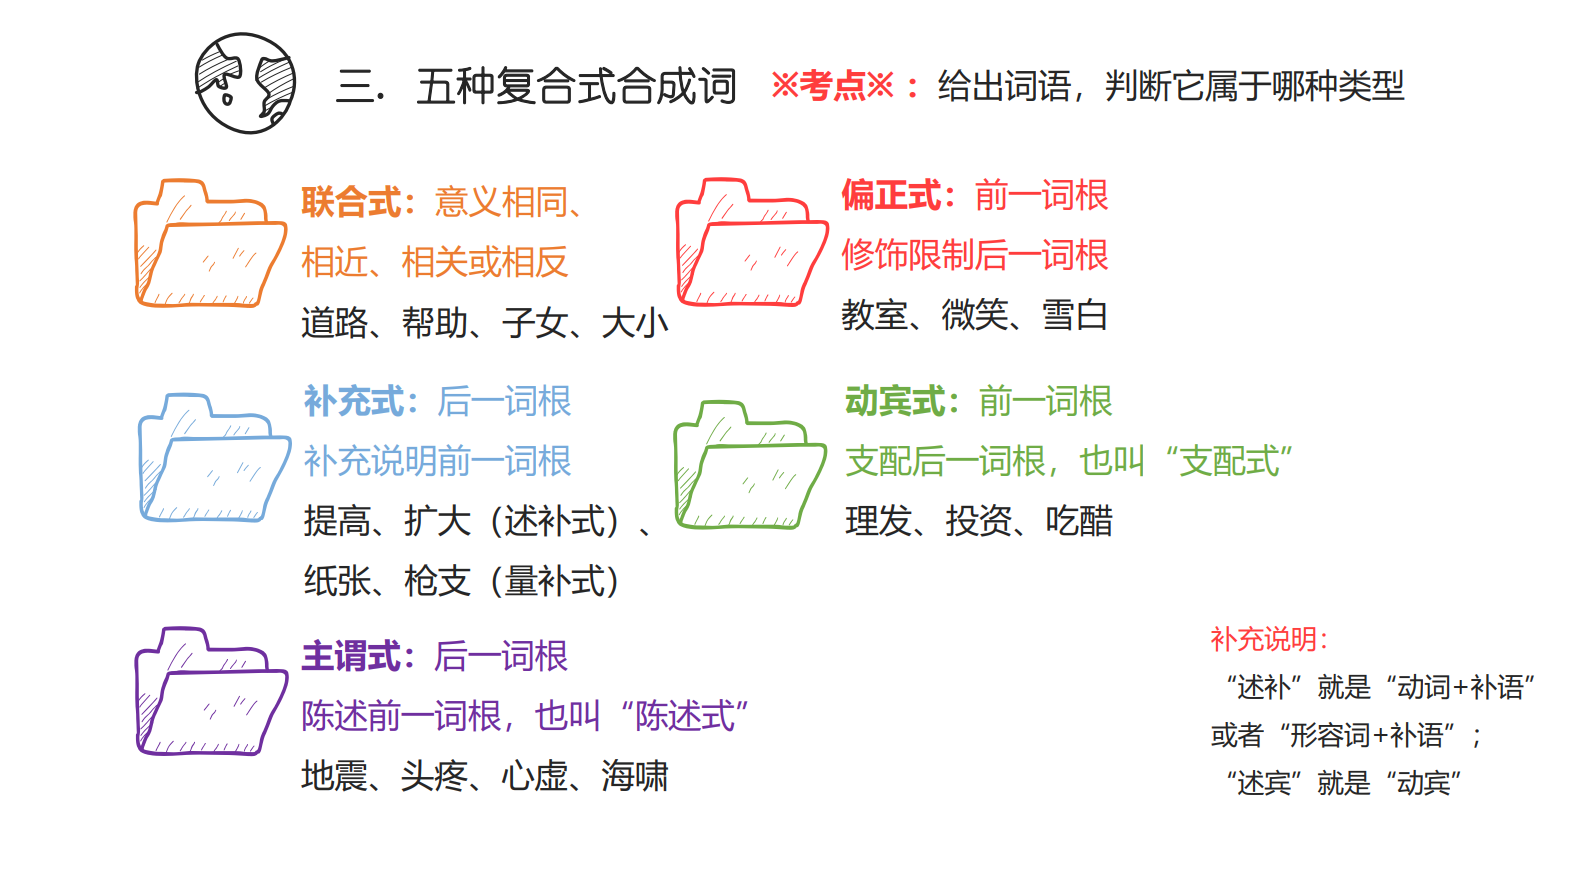 三. 五种复合式合成词 ※考点※ ：给出词语，判断它属于哪种类型
联合式：意义相同、
相近、相关或相反
道路、帮助、子女、大小
偏正式：前一词根
修饰限制后一词根
教室、微笑、雪白
补充式：后一词根
补充说明前一词根
提高、扩大（述补式）、
纸张、枪支（量补式）
动宾式：前一词根
支配后一词根，也叫“支配式”
理发、投资、吃醋
主谓式：后一词根
陈述前一词根，也叫“陈述式”
地震、头疼、心虚、海啸
补充说明：
“述补”就是“动词+补语”
或者“形容词+补语”；
“述宾”就是“动宾”